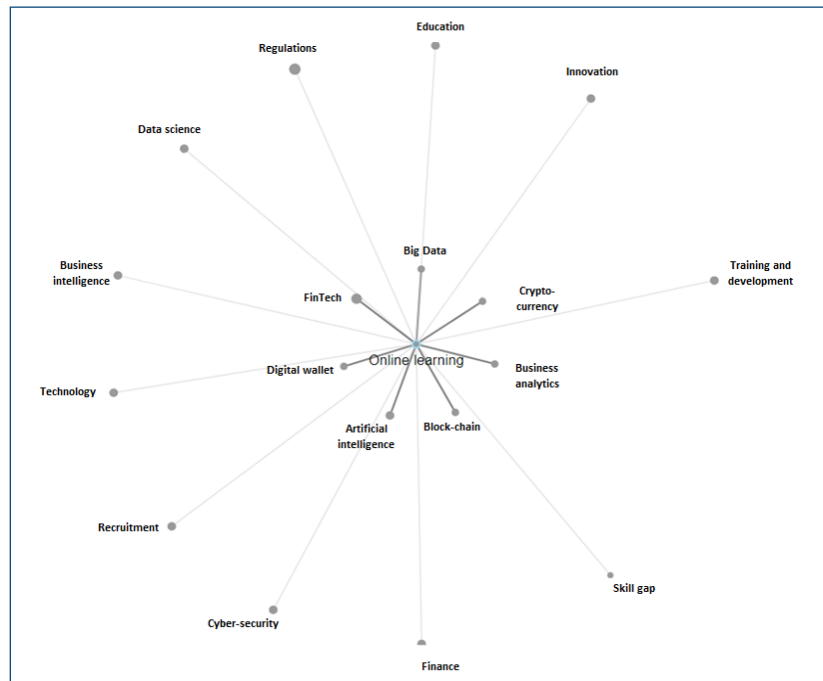 Education
Regulations
Innovation
Data science
Big Data
Business
intelligence
Training and
development
FinTech
Crypto-
currency
Online learning
Digital wallet
Business
analytics
Technology
Artificial
intelligence
Block-chain
Recruitment
Skill gap
Cyber-security
Finance